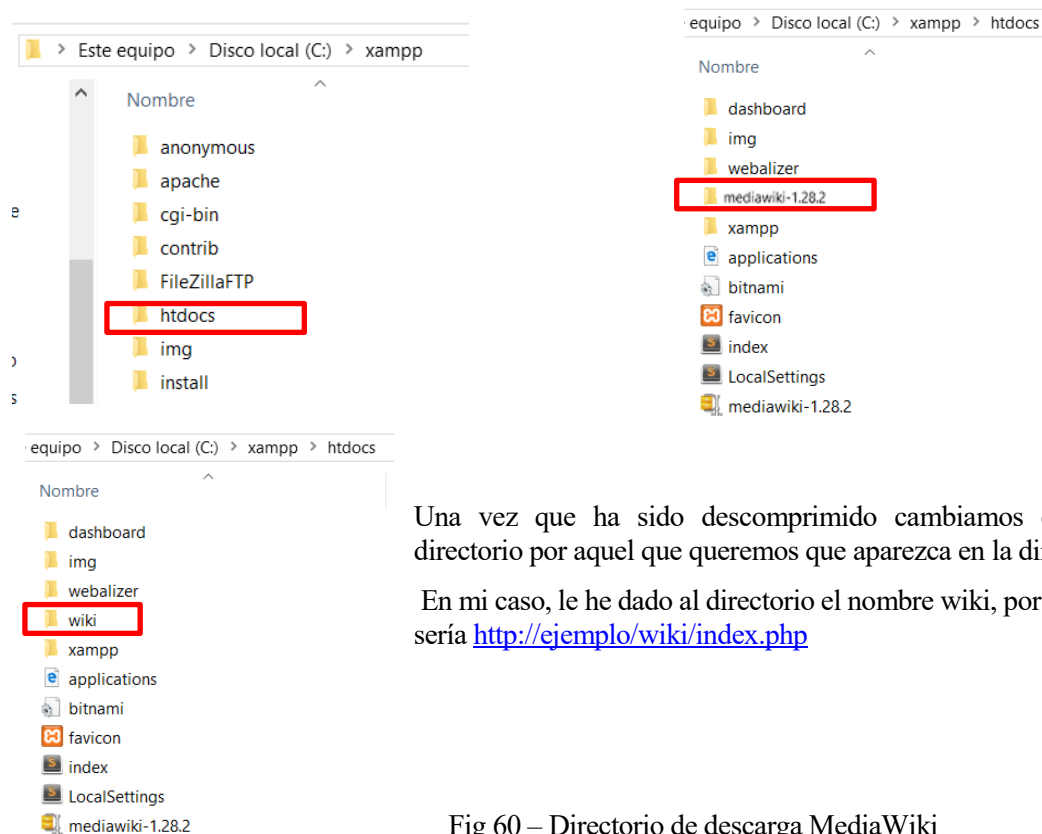 > Este equipo > Disco local (C:) > xampp
Nombre
anonymous
apache
cgi-bin
contrib
FileZillaFTP
htdocs
img
install
equipo > Disco local (C:) > xampp > htdocs
Nombre
dashboard
img
webalizer
mediawiki-1.28.2
xampp
applications
bitnami
favicon
index
LocalSettings
mediawiki-1.28.2
equipo > Disco local (C:) > xampp > htdocs
Nombre
dashboard
img
webalizer
wiki
xampp
applications
bitnami
favicon
index
LocalSettings
mediawiki-1.28.2
Una vez que ha sido descomprimido cambiamos
directorio por aquel que queremos que aparezca en la
En mi caso, le he dado al directorio el nombre wiki, por
sería http://ejemplo/wiki/index.php
Fig 60 – Directorio de descarga MediaWiki